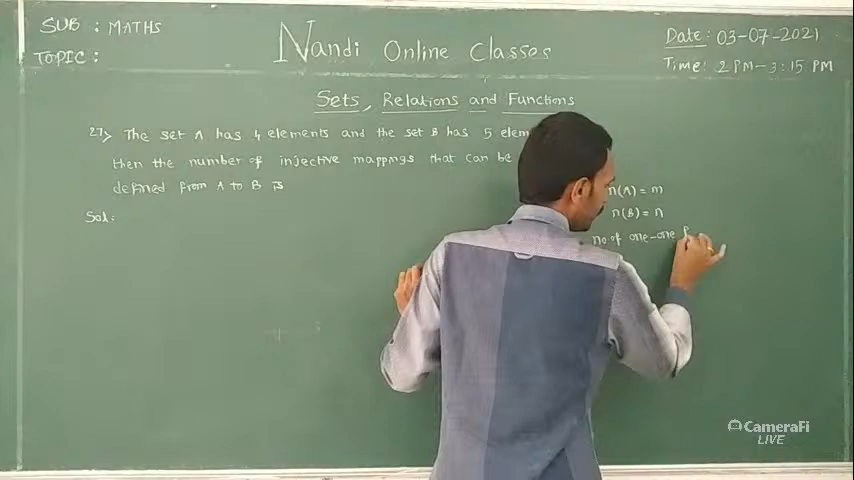 SUB : MATHS
TOPIC :
Nandi Online Classes
Date: 03-07-2021
Time: 2 PM-3:15 PM
Sets, Relations and Functions
27) The set A has 4 elements and the set B has 5
then the number of injective mappings that can be
defined from A to B is
Sol:
n(A) = m
n(B) = n
no.of one-one f
CameraFi
LIVE